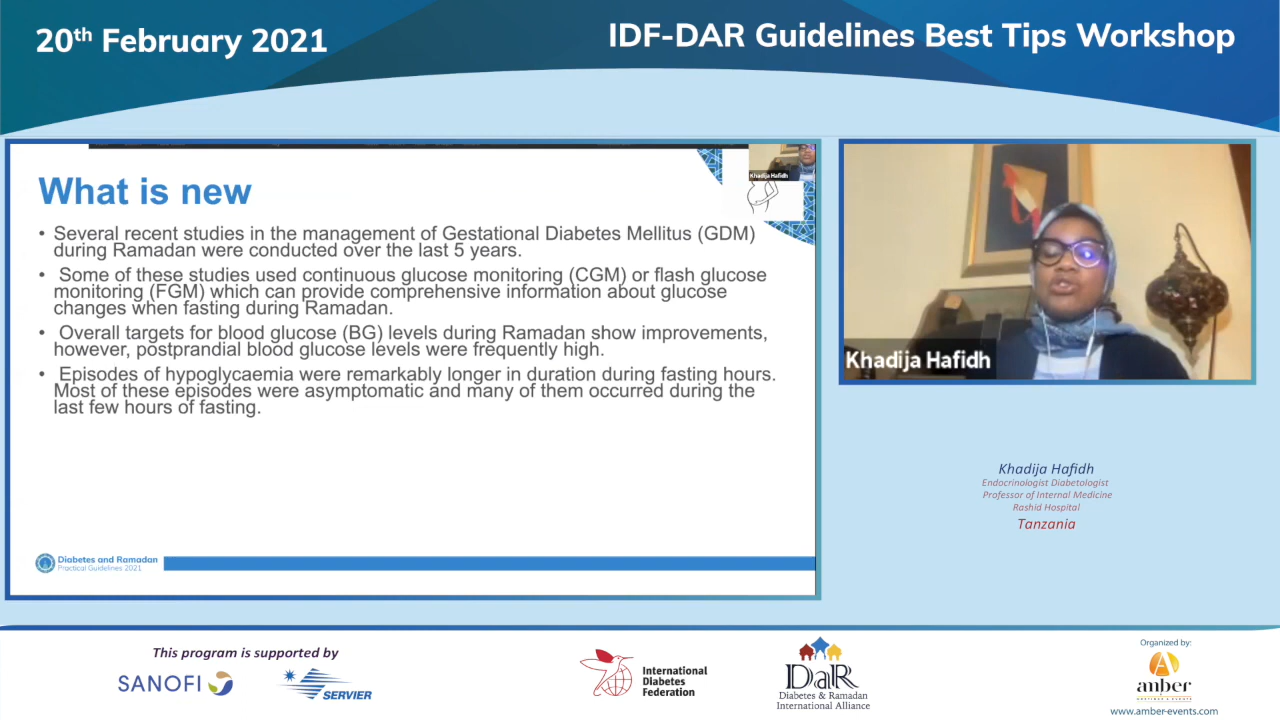 20th February 2021
IDF-DAR Guidelines Best Tips Workshop
What is new
Khadija Hafidh
• Several recent studies in the management of Gestational Diabetes Mellitus (GDM)
during Ramadan were conducted over the last 5 years.
• Some of these studies used continuous glucose monitoring (CGM) or flash glucose
monitoring (FGM) which can provide comprehensive information about glucose
changes when fasting during Ramadan.
• Overall targets for blood glucose (BG) levels during Ramadan show improvements,
however, postprandial blood glucose levels were frequently high.
• Episodes of hypoglycaemia were remarkably longer in duration during fasting hours.
Most of these episodes were asymptomatic and many of them occurred during the
last few hours of fasting.
Diabetes and Ramadan
Practical Guidelines 2021
Khadija Hafidh
Khadija Hafidh
Endocrinologist Diabetologist
Professor of Internal Medicine
Rashid Hospital
Tanzania
This program is supported by
SANOFI
SERVIER
International
Diabetes
Federation
DaR
Diabetes & Ramadan
International Alliance
Organized by:
anber
www.amber-events.com